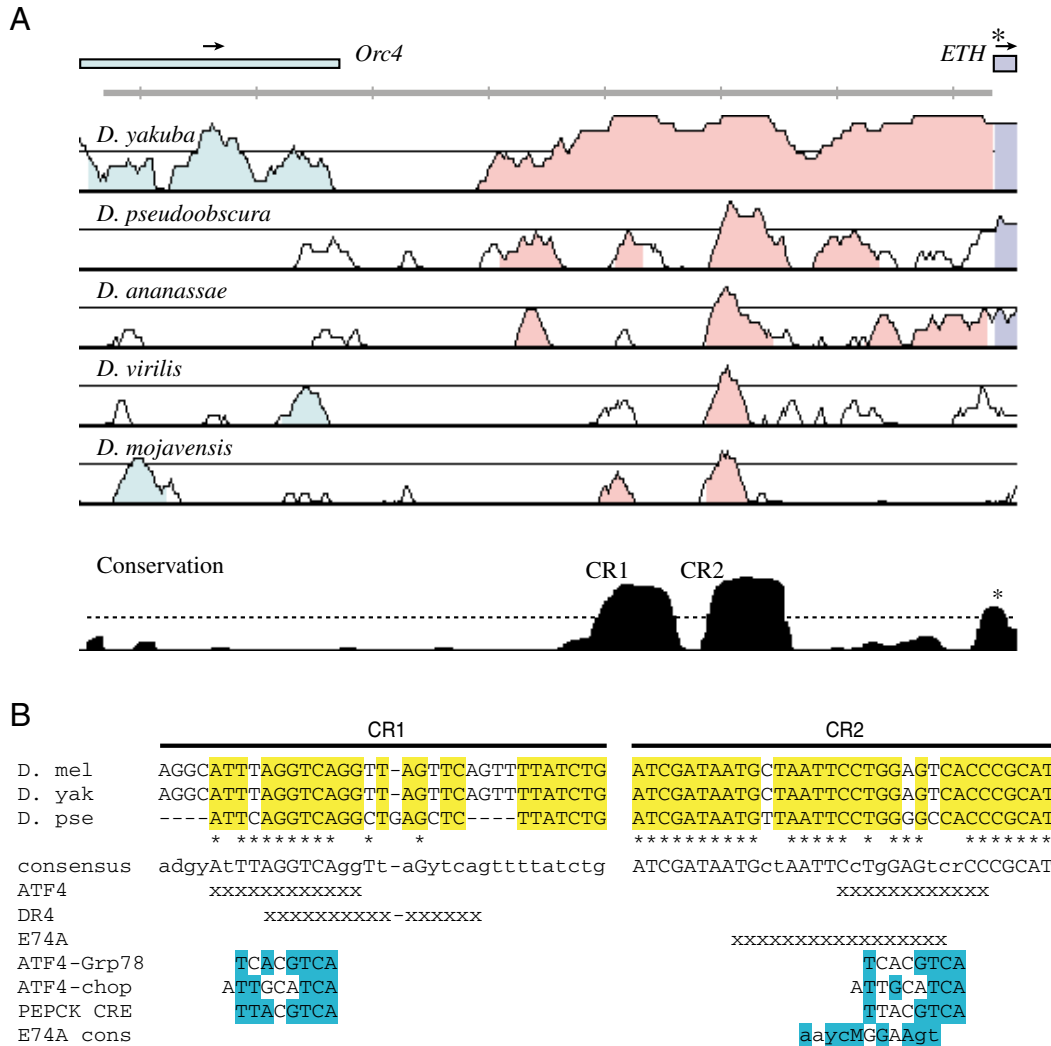 A
Orc4
ETH
*
D. yakuba
D. pseudoobscura
D. ananassae
D. virilis
D. mojavensis
Conservation
CR1
CR2
*
B
CR1 CR2
D. mel AGGCATTTAGGTCAGGTT-AGTTCAGTTTTATCTG ATCGATAATGCTAATTCCTGGAGTCACCCGCAT
D. yak AGGCATTTAGGTCAGGTT-AGTTCAGTTTTATCTG ATCGATAATGCTAATTCCTGGAGTCACCCGCAT
D. pse ----ATTCAGGTCAGGCTGAGCTC----TTATCTG ATCGATAATGTTAATTCCTGGGGCCACCCGCAT
* ****** * * ********** ***** * * *******
consensus adgyAtTTAGGTCAggTt-aGytcagttttatctg ATCGATAATGctAATTCcTgGAGtcrCCCGCAT
ATF4 xxxxxxxxxxxx xxxxxxxxxxxx
DR4 xxxxxxxxxx-xxxxxx
E74A xxxxxxxxxxxxxxxxx
ATF4-Grp78 TCACGTCA TCACGTCA
ATF4-chop ATTGCATCA ATTGCATCA
PEPCK CRE TTACGTCA TTACGTCA
E74A cons aaycMGGAAgt